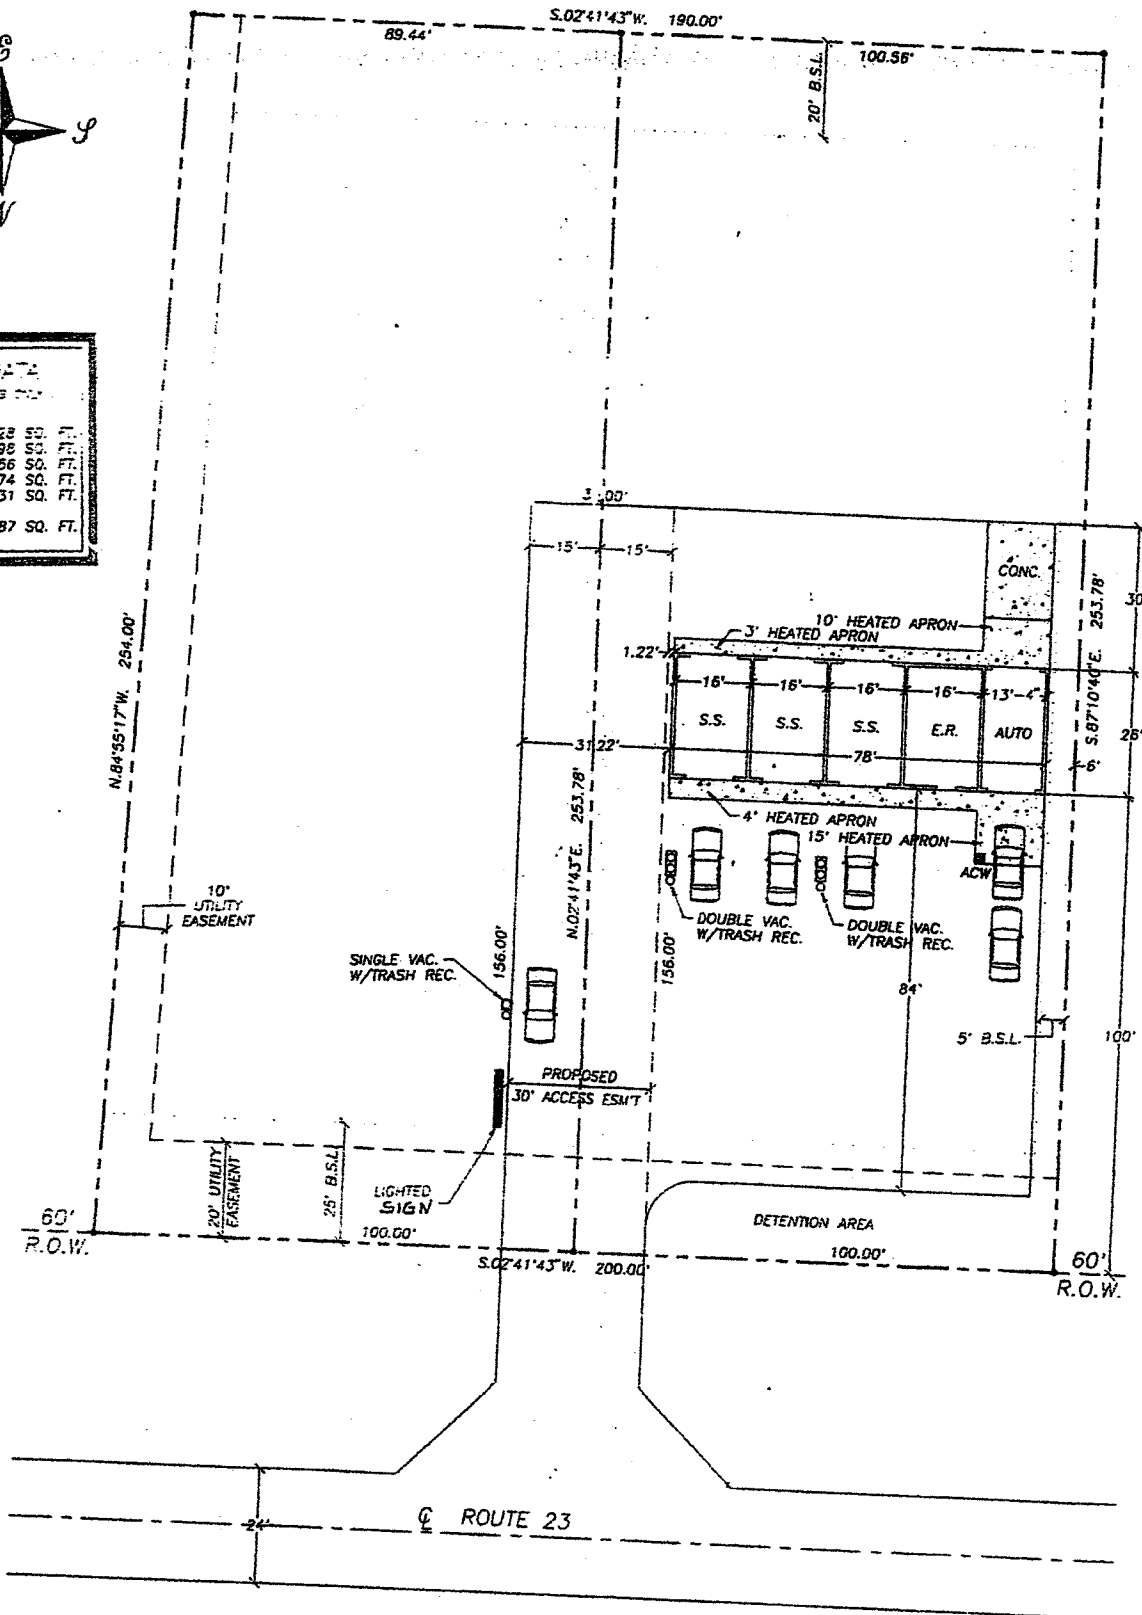 S.02°41'43"W. 190.00'
89.44'
100.56'
20' B.S.L.
S
SQ. FT.
SQ. FT.
56 SQ. FT.
74 SQ. FT.
31 SQ. FT.
87 SQ. FT.
15'
15'
CONC.
30
10' HEATED APRON
3' HEATED APRON
1.22'
16'
16'
16'
16'
13'-4"
S.S.
S.S.
S.S.
E.R.
AUTO
S.87°10'40"E. 253.78'
N.84°55'17"W. 254.00'
31.22'
78'
6'
4' HEATED APRON
15' HEATED APRON
ACW
N.02°41'43"E. 253.78'
10'
UTILITY
EASEMENT
DOUBLE VAC.
W/TRASH REC.
DOUBLE VAC.
W/TRASH REC.
SINGLE VAC.
W/TRASH REC.
156.00'
156.00'
84'
5' B.S.L.
100'
PROPOSED
30' ACCESS ESM'T
20' UTILITY
EASEMENT
25' B.S.L.
LIGHTED
SIGN
DETENTION AREA
60'
R.O.W.
100.00'
S.02°41'43"W. 200.00'
100.00'
60'
R.O.W.
24'
℄ ROUTE 23